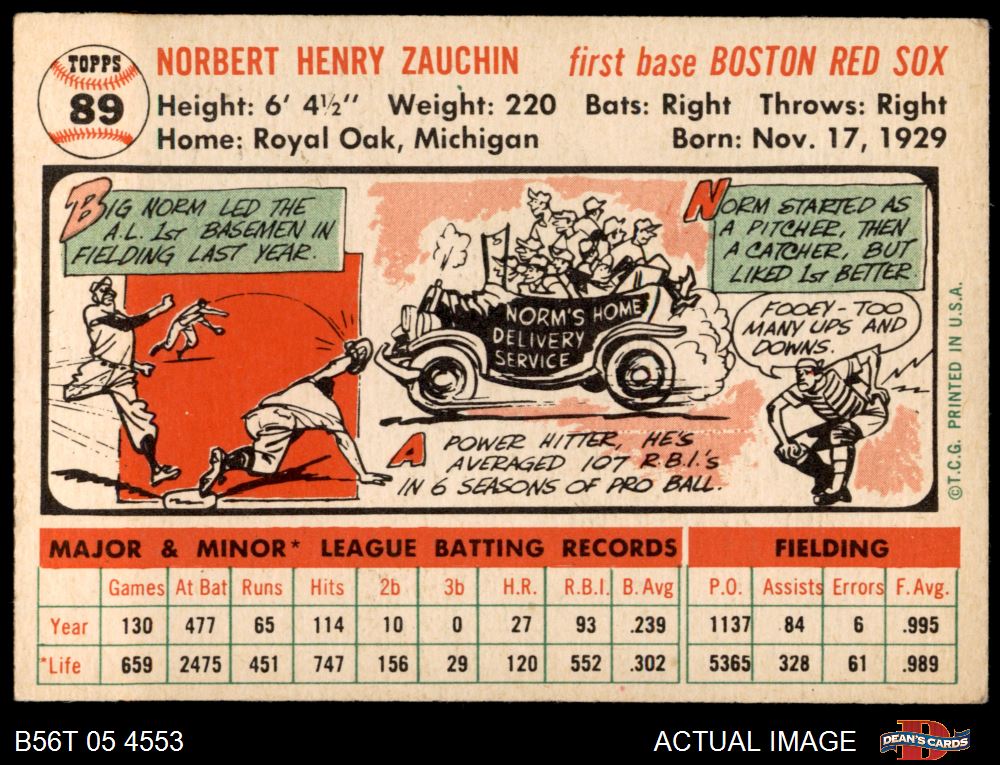 TOPPS
89
NORBERT HENRY ZAUCHIN first base BOSTON RED SOX
Height: 6' 4½" Weight: 220 Bats: Right Throws: Right
Home: Royal Oak, Michigan Born: Nov. 17, 1929
BIG NORM LED THE
A.L. 1ST BASEMEN IN
FIELDING LAST YEAR.
NORM'S HOME
DELIVERY
SERVICE
A POWER HITTER, HE'S
AVERAGED 107 R.B.I.'s
IN 6 SEASONS OF PRO BALL.
NORM STARTED AS
A PITCHER, THEN
A CATCHER, BUT
LIKED 1ST BETTER.
FOOEY - TOO
MANY UPS AND
DOWNS.
© T.C.G. PRINTED IN U.S.A.
MAJOR & MINOR* LEAGUE BATTING RECORDS FIELDING
Games At Bat Runs Hits 2b 3b H.R. R.B.I. B. Avg P.O. Assists Errors F. Avg.
Year 130 477 65 114 10 0 27 93 .239 1137 84 6 .995
*Life 659 2475 451 747 156 29 120 552 .302 5365 328 61 .989
B56T 05 4553 ACTUAL IMAGE DEAN'S CARDS